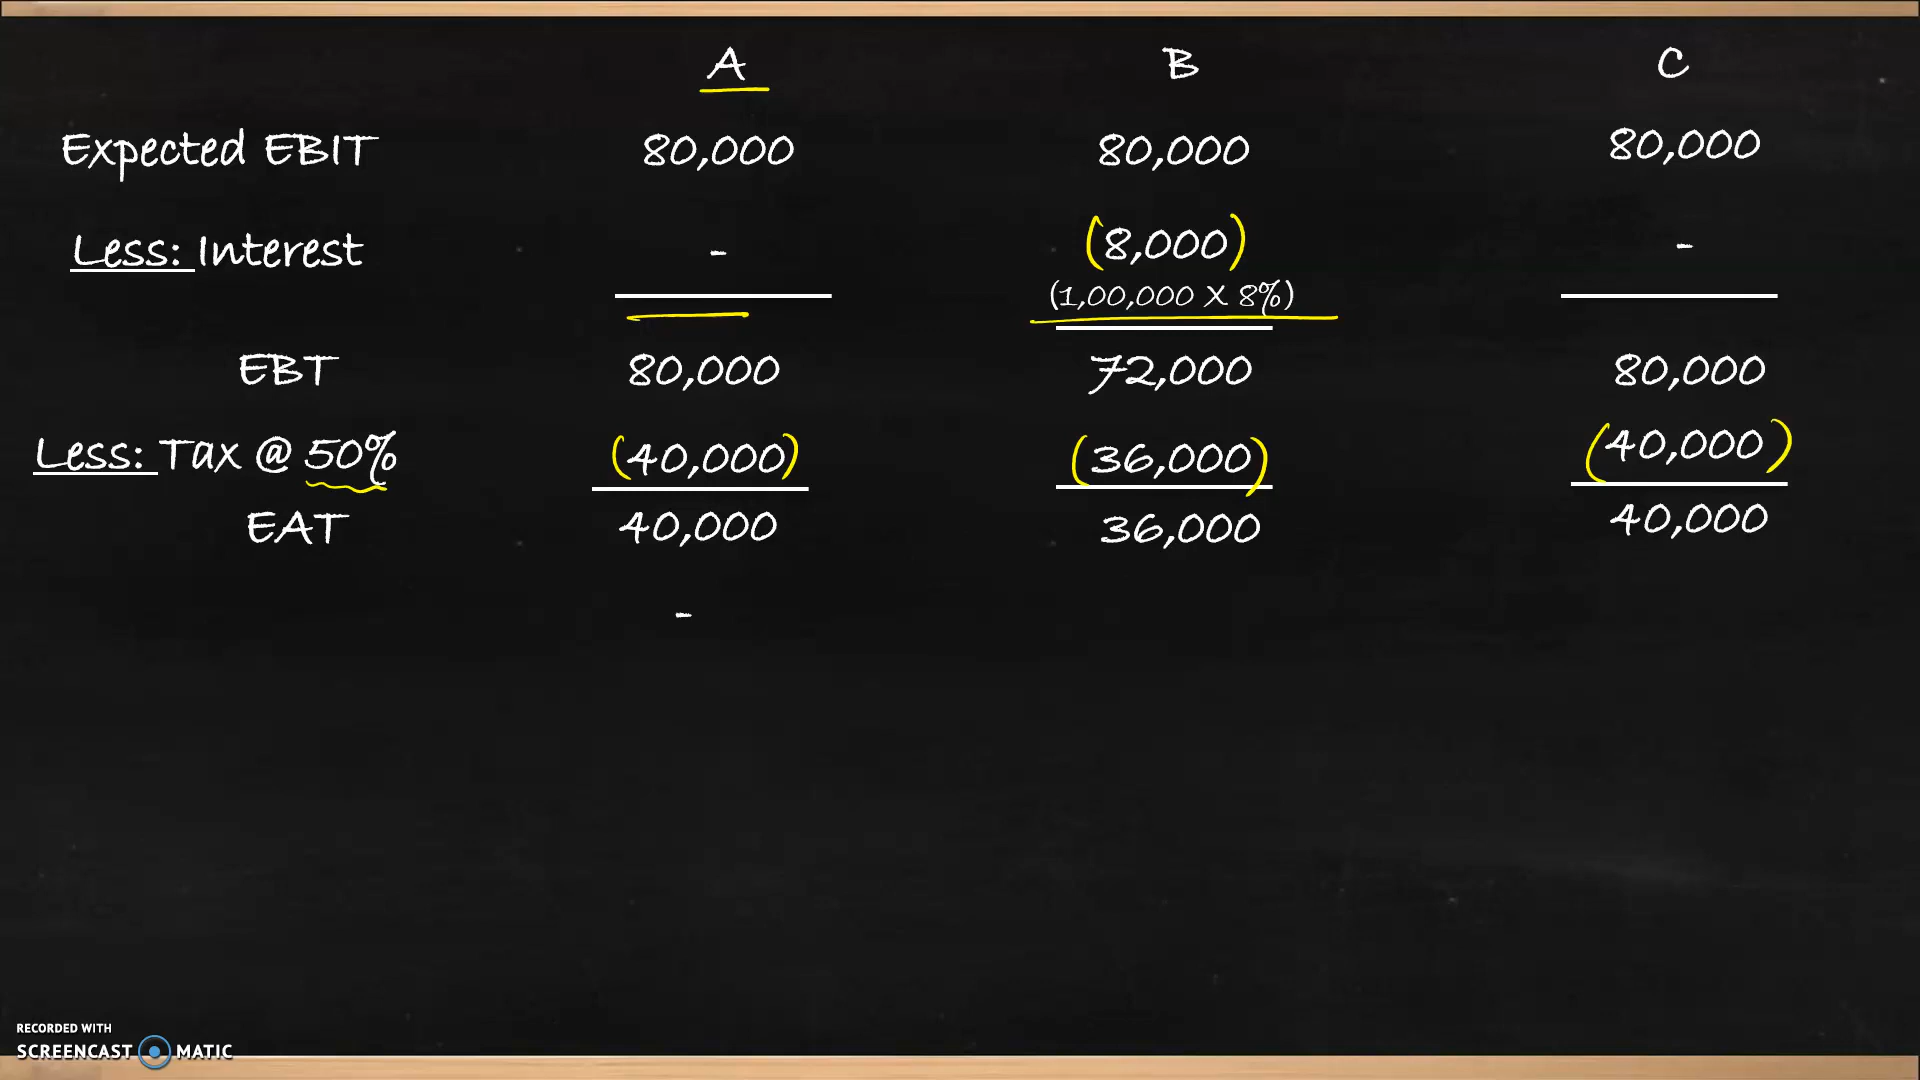 A B C
Expected EBIT 80,000 80,000 80,000
Less: Interest - (8,000) -
(1,00,000 X 8%)
EBT 80,000 72,000 80,000
Less: Tax @ 50% (40,000) (36,000) (40,000)
EAT 40,000 36,000 40,000
-
RECORDED WITH
SCREENCAST MATIC